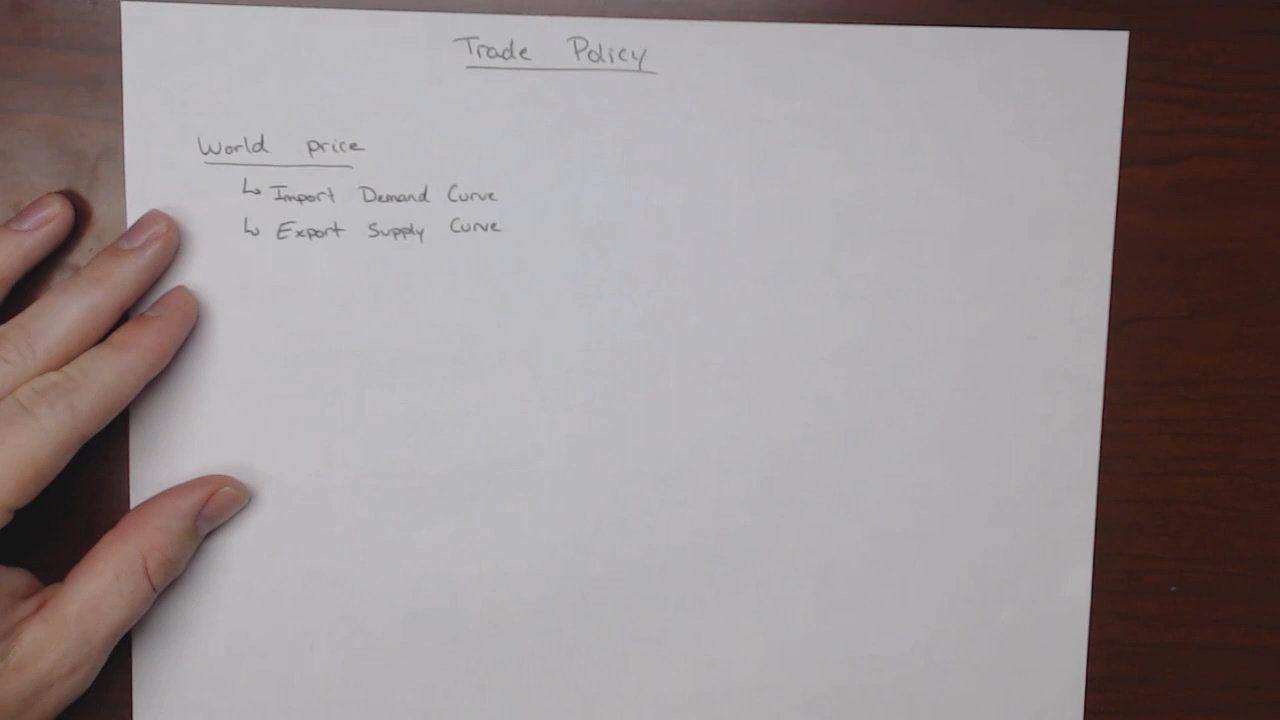 Trade Policy
World price
↳ Import Demand Curve
↳ Export Supply Curve